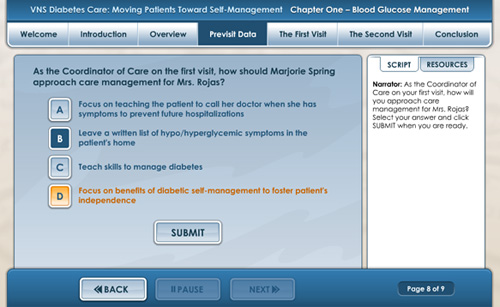 VNS Diabetes Care: Moving Patients Toward Self-Management Chapter One – Blood Glucose Management
Welcome Introduction Overview Previsit Data The First Visit The Second Visit Conclusion
As the Coordinator of Care on the first visit, how should Marjorie Spring
approach care management for Mrs. Rojas?
A Focus on teaching the patient to call her doctor when she has
symptoms to prevent future hospitalizations
B Leave a written list of hypo/hyperglycemic symptoms in the
patient's home
C Teach skills to manage diabetes
D Focus on benefits of diabetic self-management to foster patient's
independence
SUBMIT
SCRIPT RESOURCES
Narrator: As the Coordinator of
Care on your first visit, how will
you approach care
management for Mrs. Rojas?
Select your answer and click
SUBMIT when you are ready.
BACK PAUSE NEXT Page 8 of 9